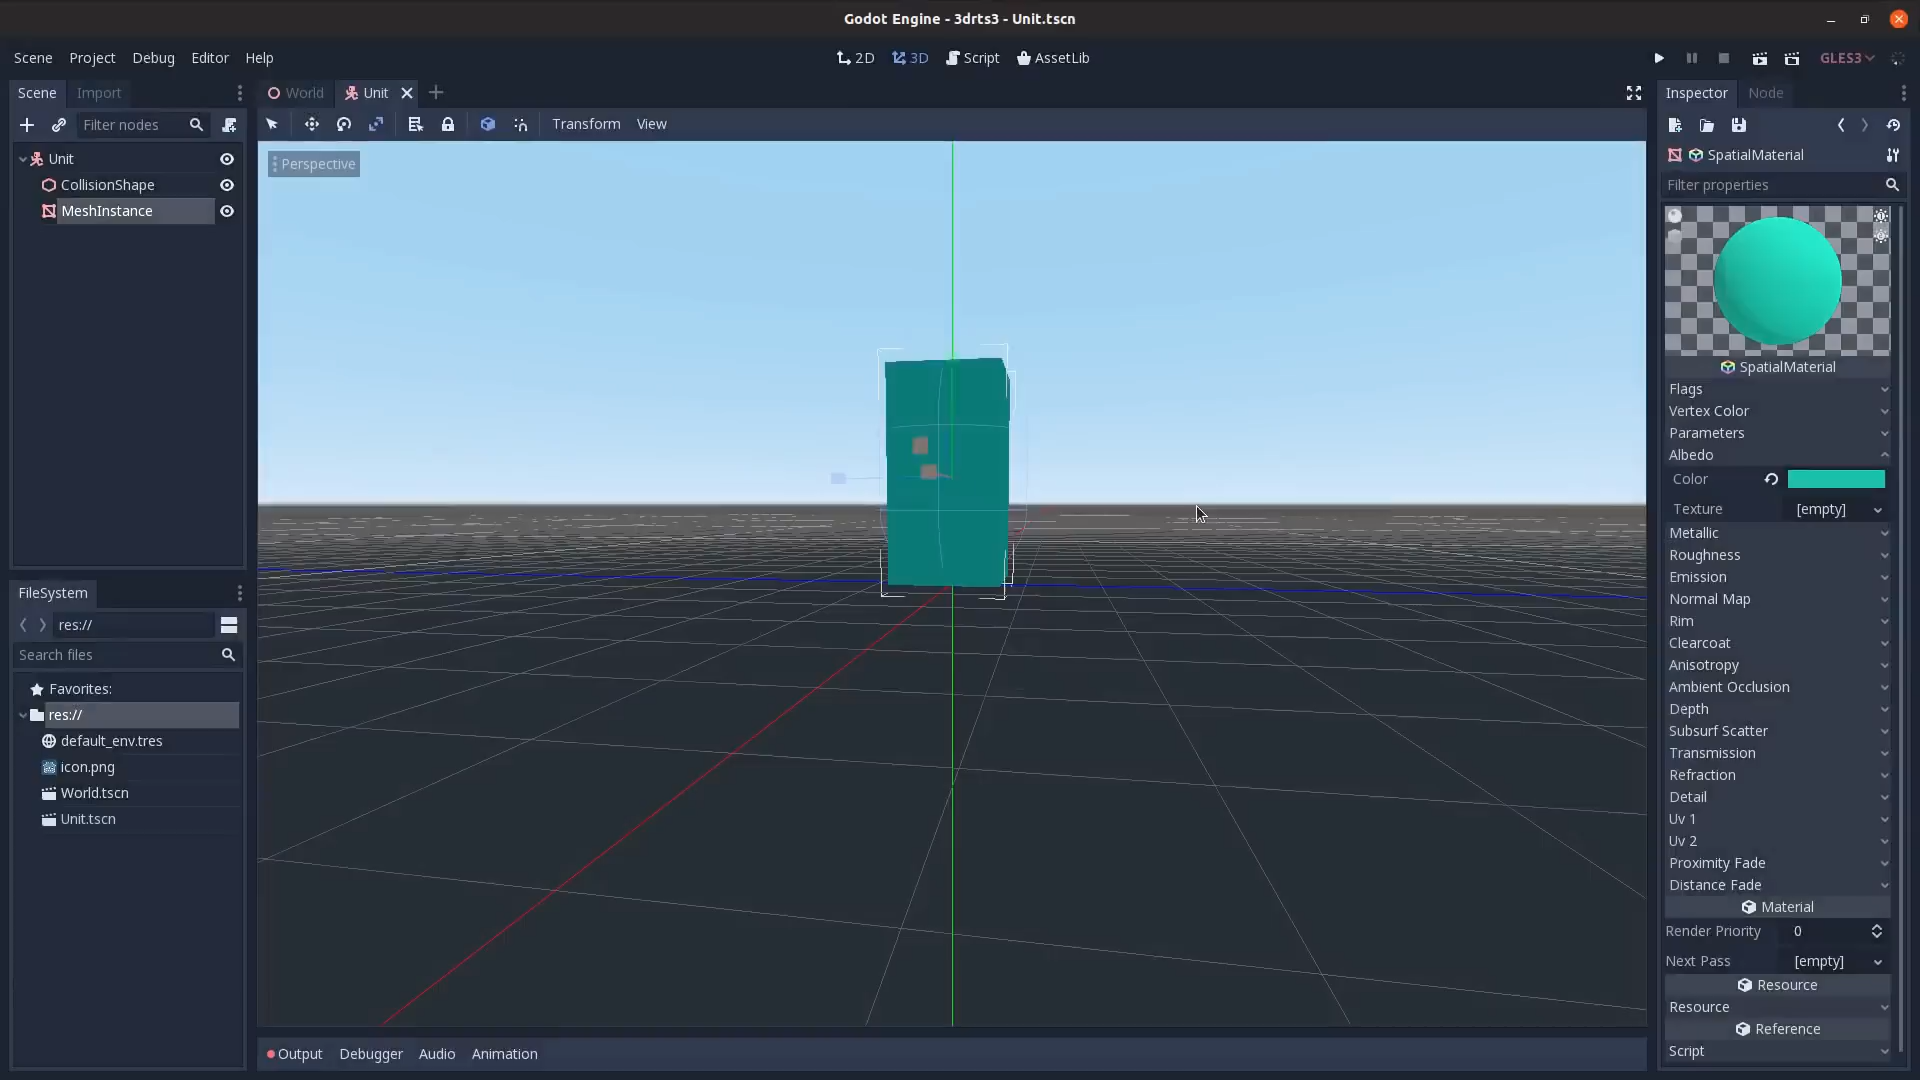 Godot Engine - 3drts3 - Unit.tscn
Scene Project Debug Editor Help
2D 3D Script AssetLib
GLES3
Scene Import
Filter nodes
Unit
CollisionShape
MeshInstance
FileSystem
res://
Search files
Favorites:
res://
default_env.tres
icon.png
World.tscn
Unit.tscn
World Unit
Transform View
Perspective
Output Debugger Audio Animation
Inspector Node
SpatialMaterial
Filter properties
SpatialMaterial
Flags
Vertex Color
Parameters
Albedo
Color
Texture [empty]
Metallic
Roughness
Emission
Normal Map
Rim
Clearcoat
Anisotropy
Ambient Occlusion
Depth
Subsurf Scatter
Transmission
Refraction
Detail
Uv 1
Uv 2
Proximity Fade
Distance Fade
Material
Render Priority 0
Next Pass [empty]
Resource
Resource
Reference
Script